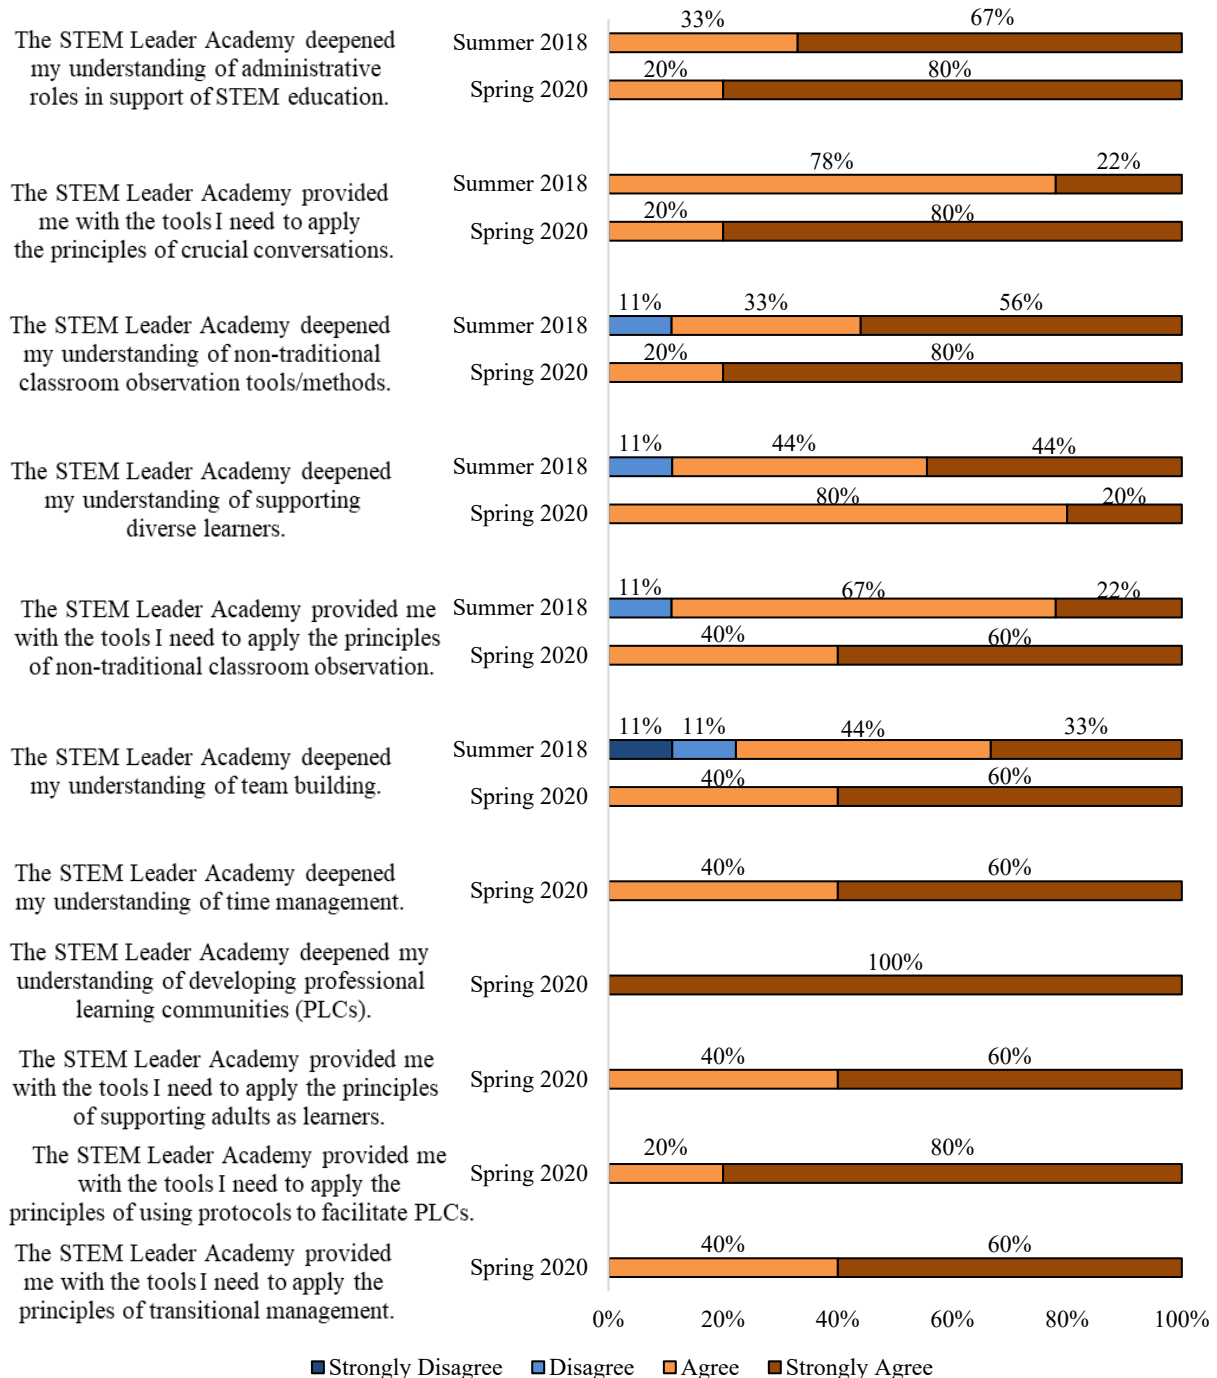 The STEM Leader Academy deepened
my understanding of administrative
roles in support of STEM education.
Summer 2018
33%
67%
Spring 2020
20%
80%
The STEM Leader Academy provided
me with the tools I need to apply
the principles of crucial conversations.
Summer 2018
78%
22%
Spring 2020
20%
80%
The STEM Leader Academy deepened
my understanding of non-traditional
classroom observation tools/methods.
Summer 2018
11%
33%
56%
Spring 2020
20%
80%
The STEM Leader Academy deepened
my understanding of supporting
diverse learners.
Summer 2018
11%
44%
44%
Spring 2020
80%
20%
The STEM Leader Academy provided me
with the tools I need to apply the principles
of non-traditional classroom observation.
Summer 2018
11%
67%
22%
Spring 2020
40%
60%
The STEM Leader Academy deepened
my understanding of team building.
Summer 2018
11%
11%
44%
33%
Spring 2020
40%
60%
The STEM Leader Academy deepened
my understanding of time management.
Spring 2020
40%
60%
The STEM Leader Academy deepened my
understanding of developing professional
learning communities (PLCs).
Spring 2020
100%
The STEM Leader Academy provided me
with the tools I need to apply the principles
of supporting adults as learners.
Spring 2020
40%
60%
The STEM Leader Academy provided me
with the tools I need to apply the
principles of using protocols to facilitate PLCs.
Spring 2020
20%
80%
The STEM Leader Academy provided
me with the tools I need to apply the
principles of transitional management.
Spring 2020
40%
60%
0% 20% 40% 60% 80% 100%
Strongly Disagree Disagree Agree Strongly Agree